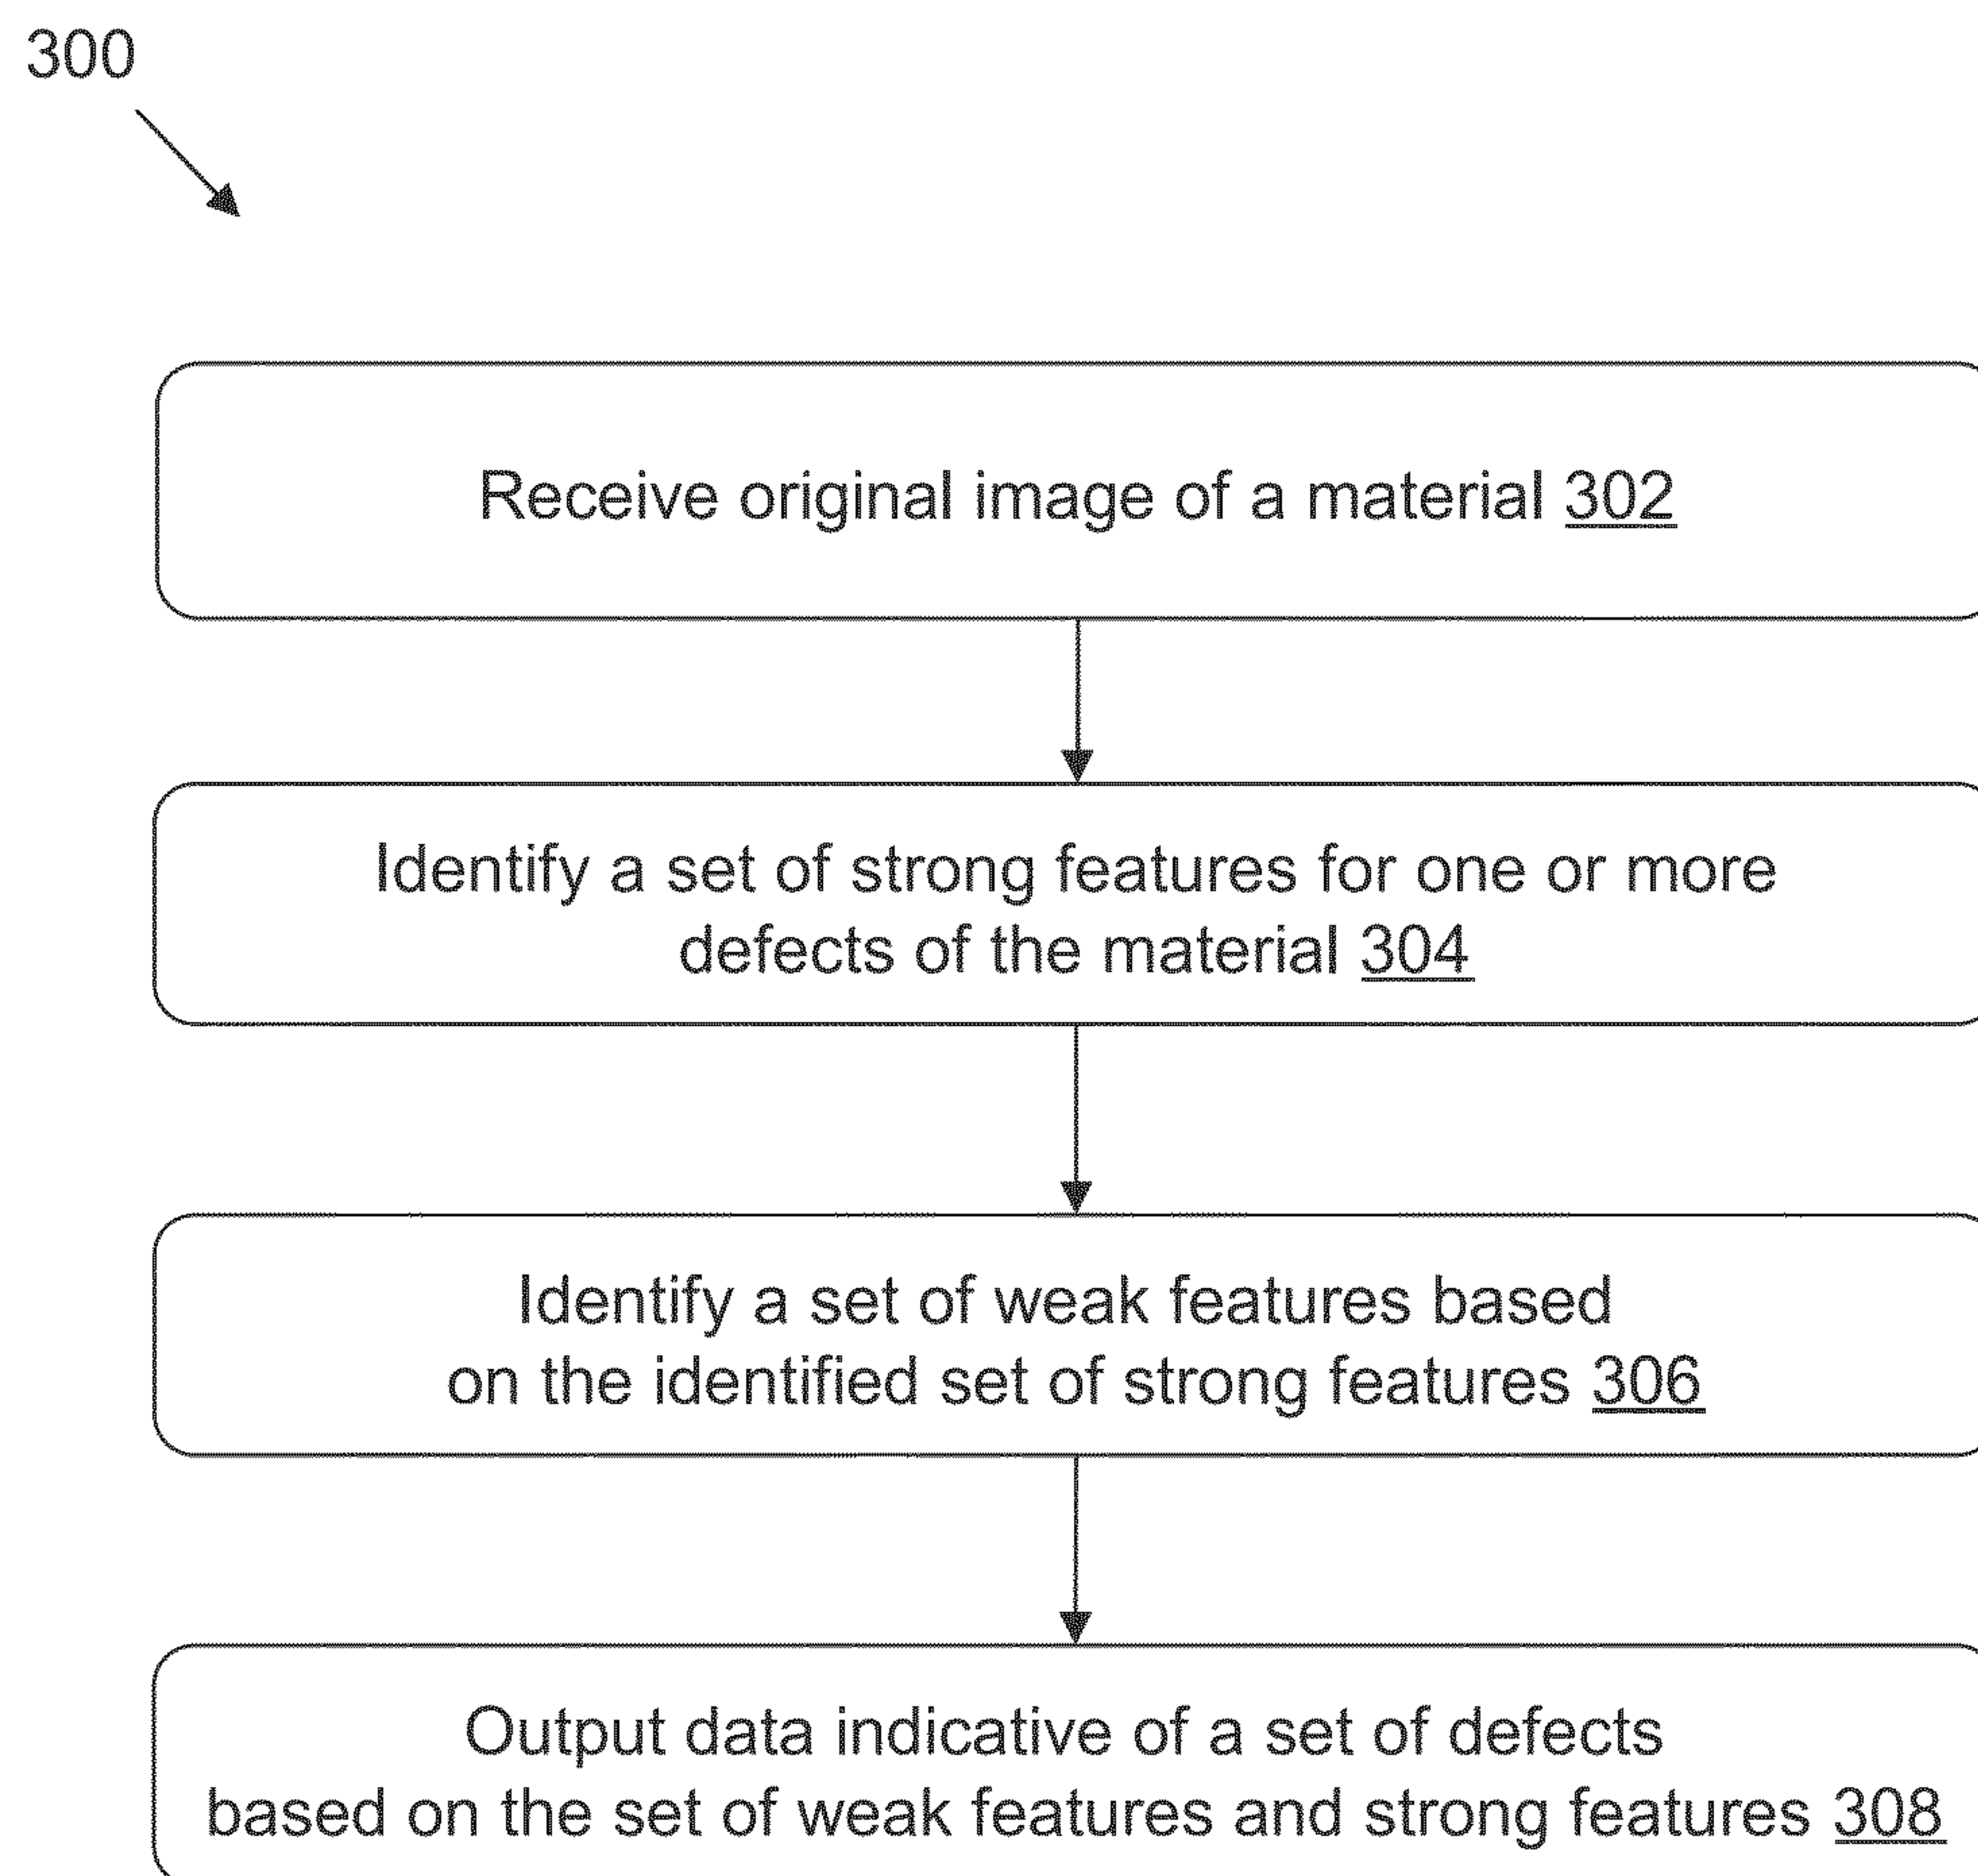 300
Receive original image of a material 302
Identify a set of strong features for one or more
defects of the material 304
Identify a set of weak features based
on the identified set of strong features 306
Output data indicative of a set of defects
based on the set of weak features and strong features 308